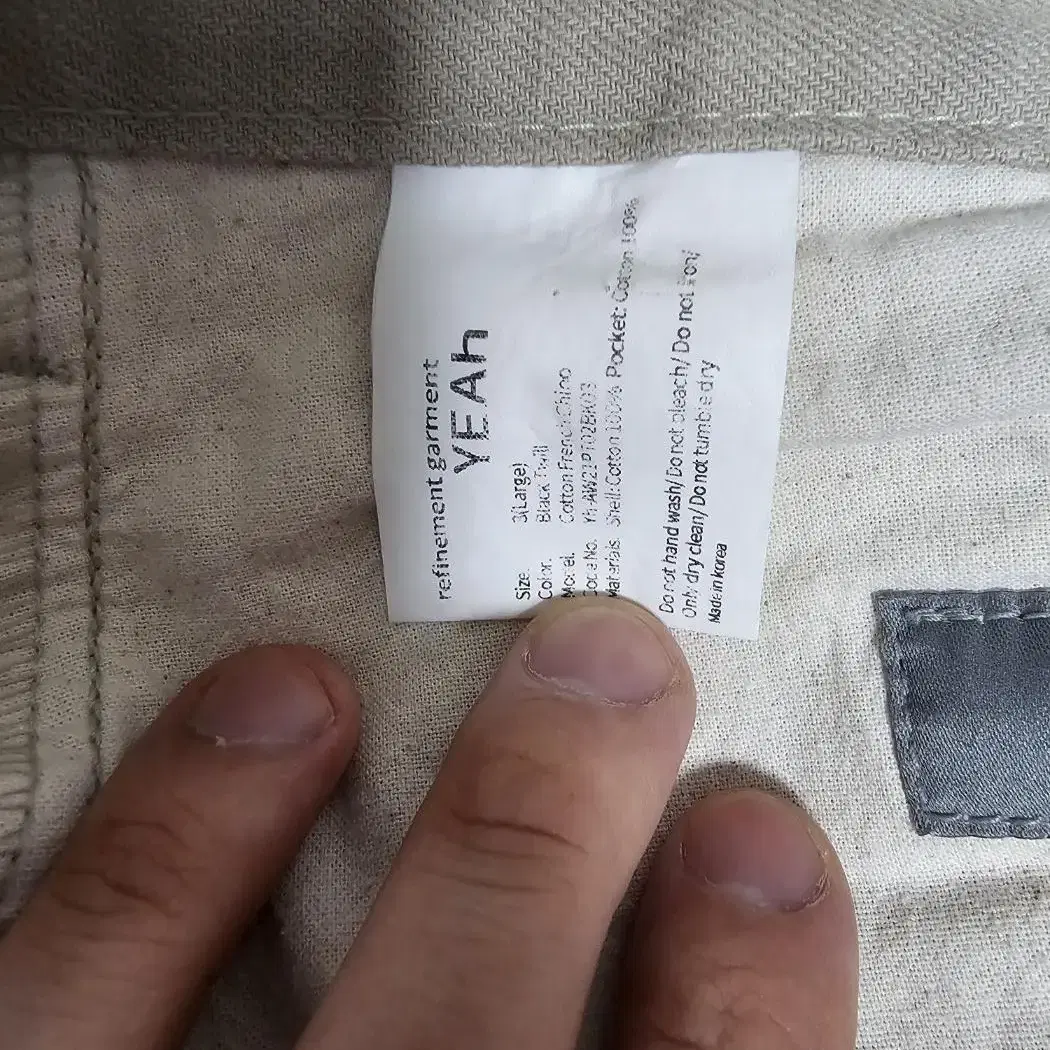 refinement garment
YEAh
Size. 3(Large)
Color. Black Twill
Model. Cotton French Chino
Code No.
Materials. Shell: Cotton 100% Pocket: Cotton 100%
Do not hand wash/ Do not bleach/ Do not iron/
Only dry clean/ Do not tumble dry
Made in korea